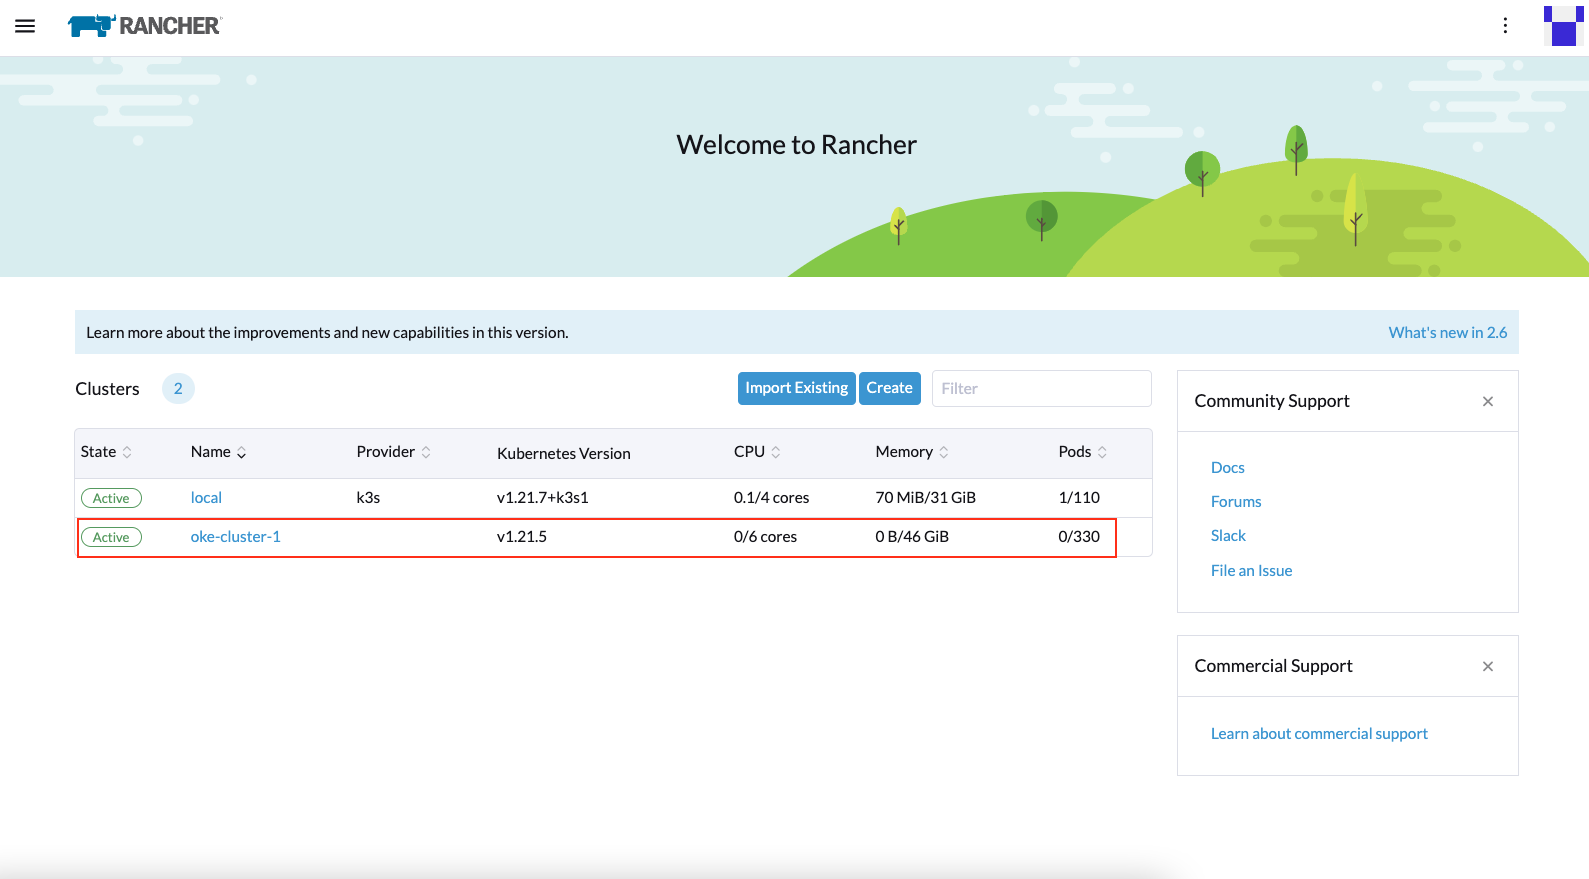 RANCHER
Welcome to Rancher
Learn more about the improvements and new capabilities in this version. What's new in 2.6
Clusters 2 Import Existing Create Filter
State Name Provider Kubernetes Version CPU Memory Pods
Active local k3s v1.21.7+k3s1 0.1/4 cores 70 MiB/31 GiB 1/110
Active oke-cluster-1 v1.21.5 0/6 cores 0 B/46 GiB 0/330
Community Support
Docs
Forums
Slack
File an Issue
Commercial Support
Learn about commercial support